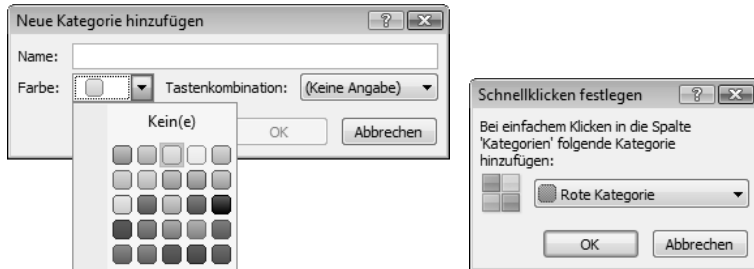 Neue Kategorie hinzufügen
Name:
Farbe:
Tastenkombination: (Keine Angabe)
Kein(e)
OK Abbrechen
Schnellklicken festlegen
Bei einfachem Klicken in die Spalte
'Kategorien' folgende Kategorie
hinzufügen:
Rote Kategorie
OK Abbrechen